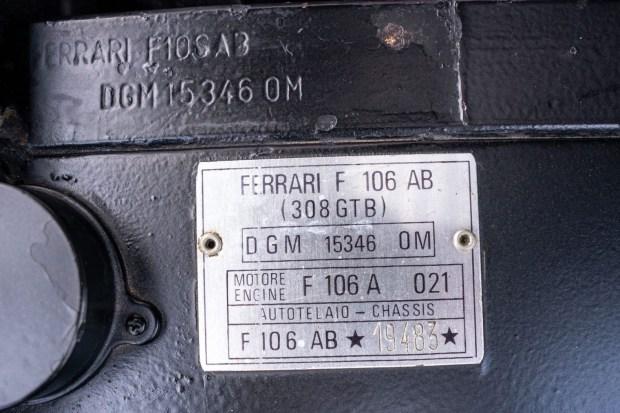 FERRARI F106AB
DGM 15346 OM
FERRARI F 106 AB
(308 GTB)
DGM 15346 OM
MOTORE
ENGINE F 106 A 021
AUTOTELAIO - CHASSIS
F 106 AB ★ 19483 ★